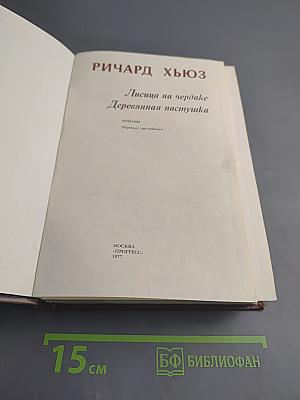 РИЧАРД ХЬЮЗ
Лисица на чердаке
Деревянная пастушка
РОМАНЫ
Перевод с английского
МОСКВА
«ПРОГРЕСС»
1977
15 см
БФ БИБЛИОФАН